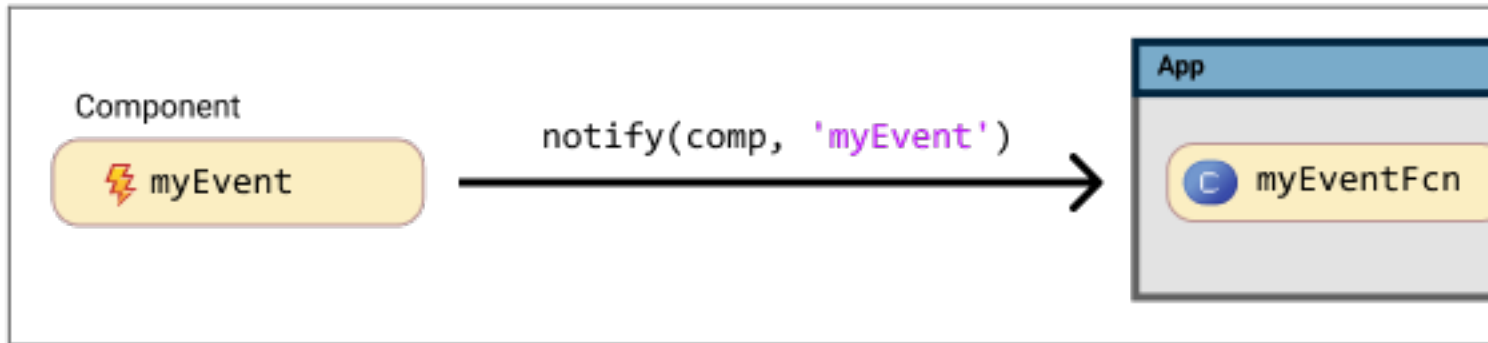 App
Component
notify(comp, 'myEvent')
myEvent
C myEventFcn